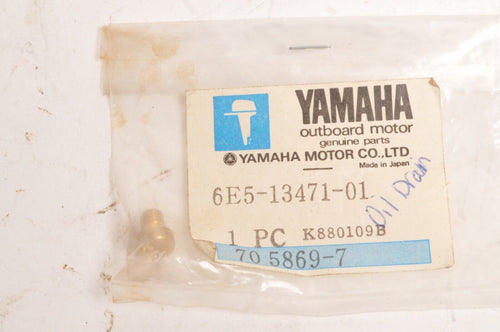 YAMAHA
outboard motor
genuine parts
YAMAHA MOTOR CO., LTD
Made in Japan
6E5-13471-01
Oil Drain
1 PC K880109B
70 5869-7